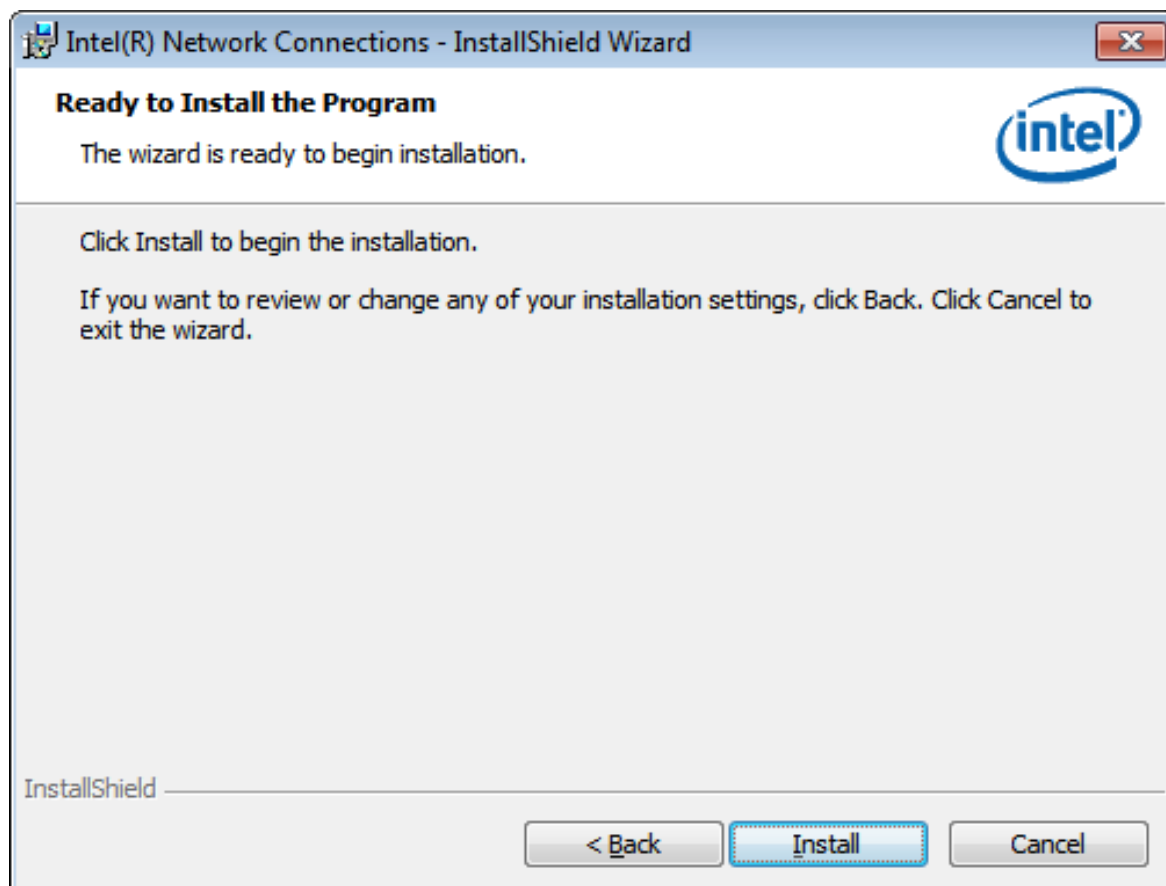 Intel(R) Network Connections - InstallShield Wizard
Ready to Install the Program
The wizard is ready to begin installation.
intel
Click Install to begin the installation.
If you want to review or change any of your installation settings, click Back. Click Cancel to
exit the wizard.
InstallShield
< Back
Install
Cancel